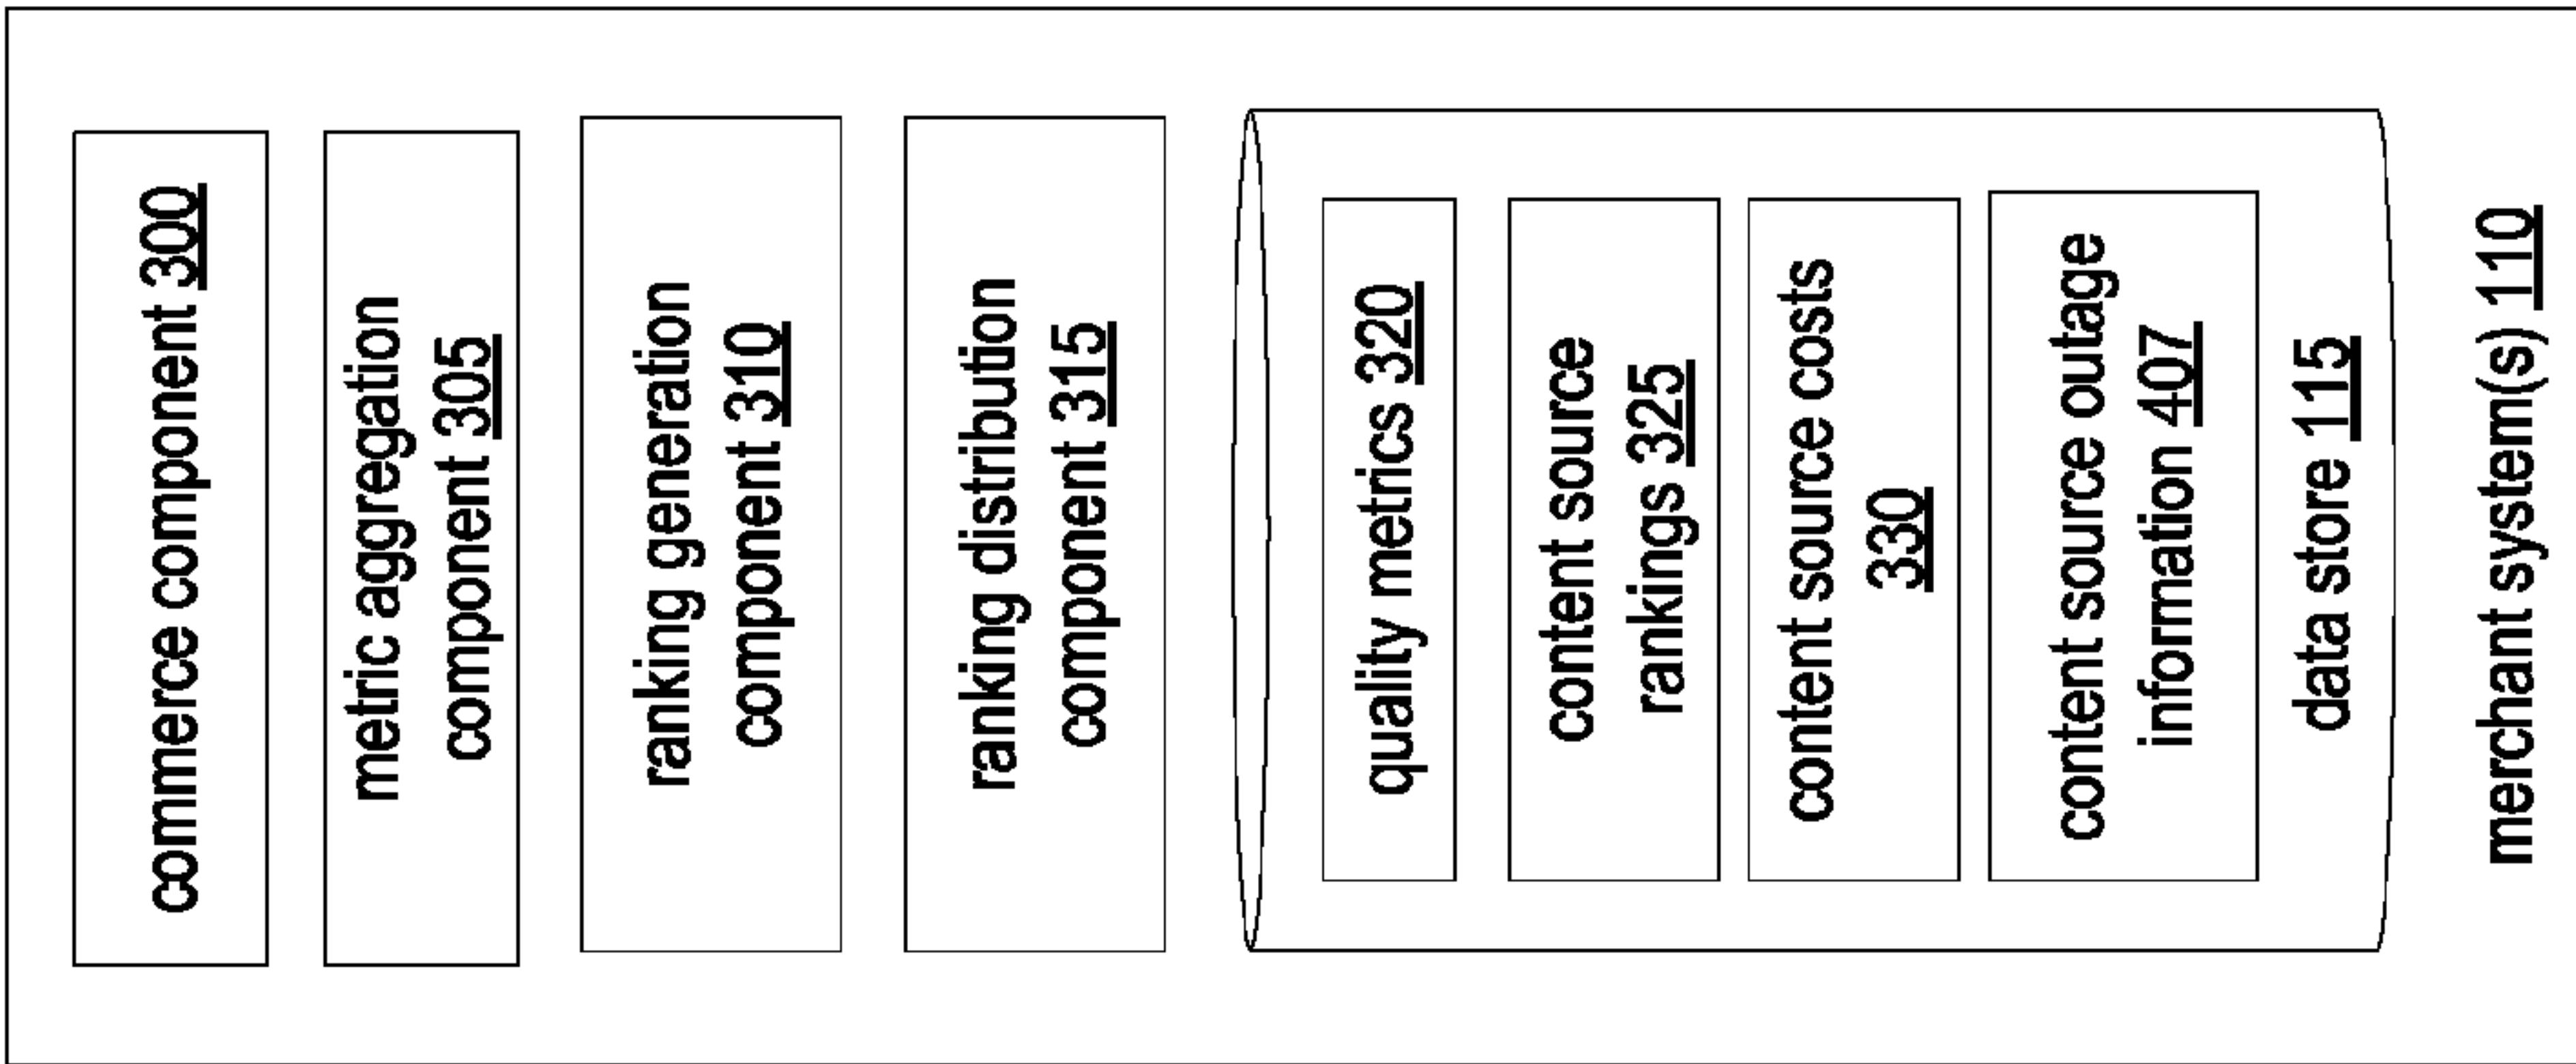 commerce component 300
metric aggregation
component 305
ranking generation
component 310
ranking distribution
component 315
quality metrics 320
content source
rankings 325
content source costs
330
content source outage
information 407
data store 115
merchant system(s) 110